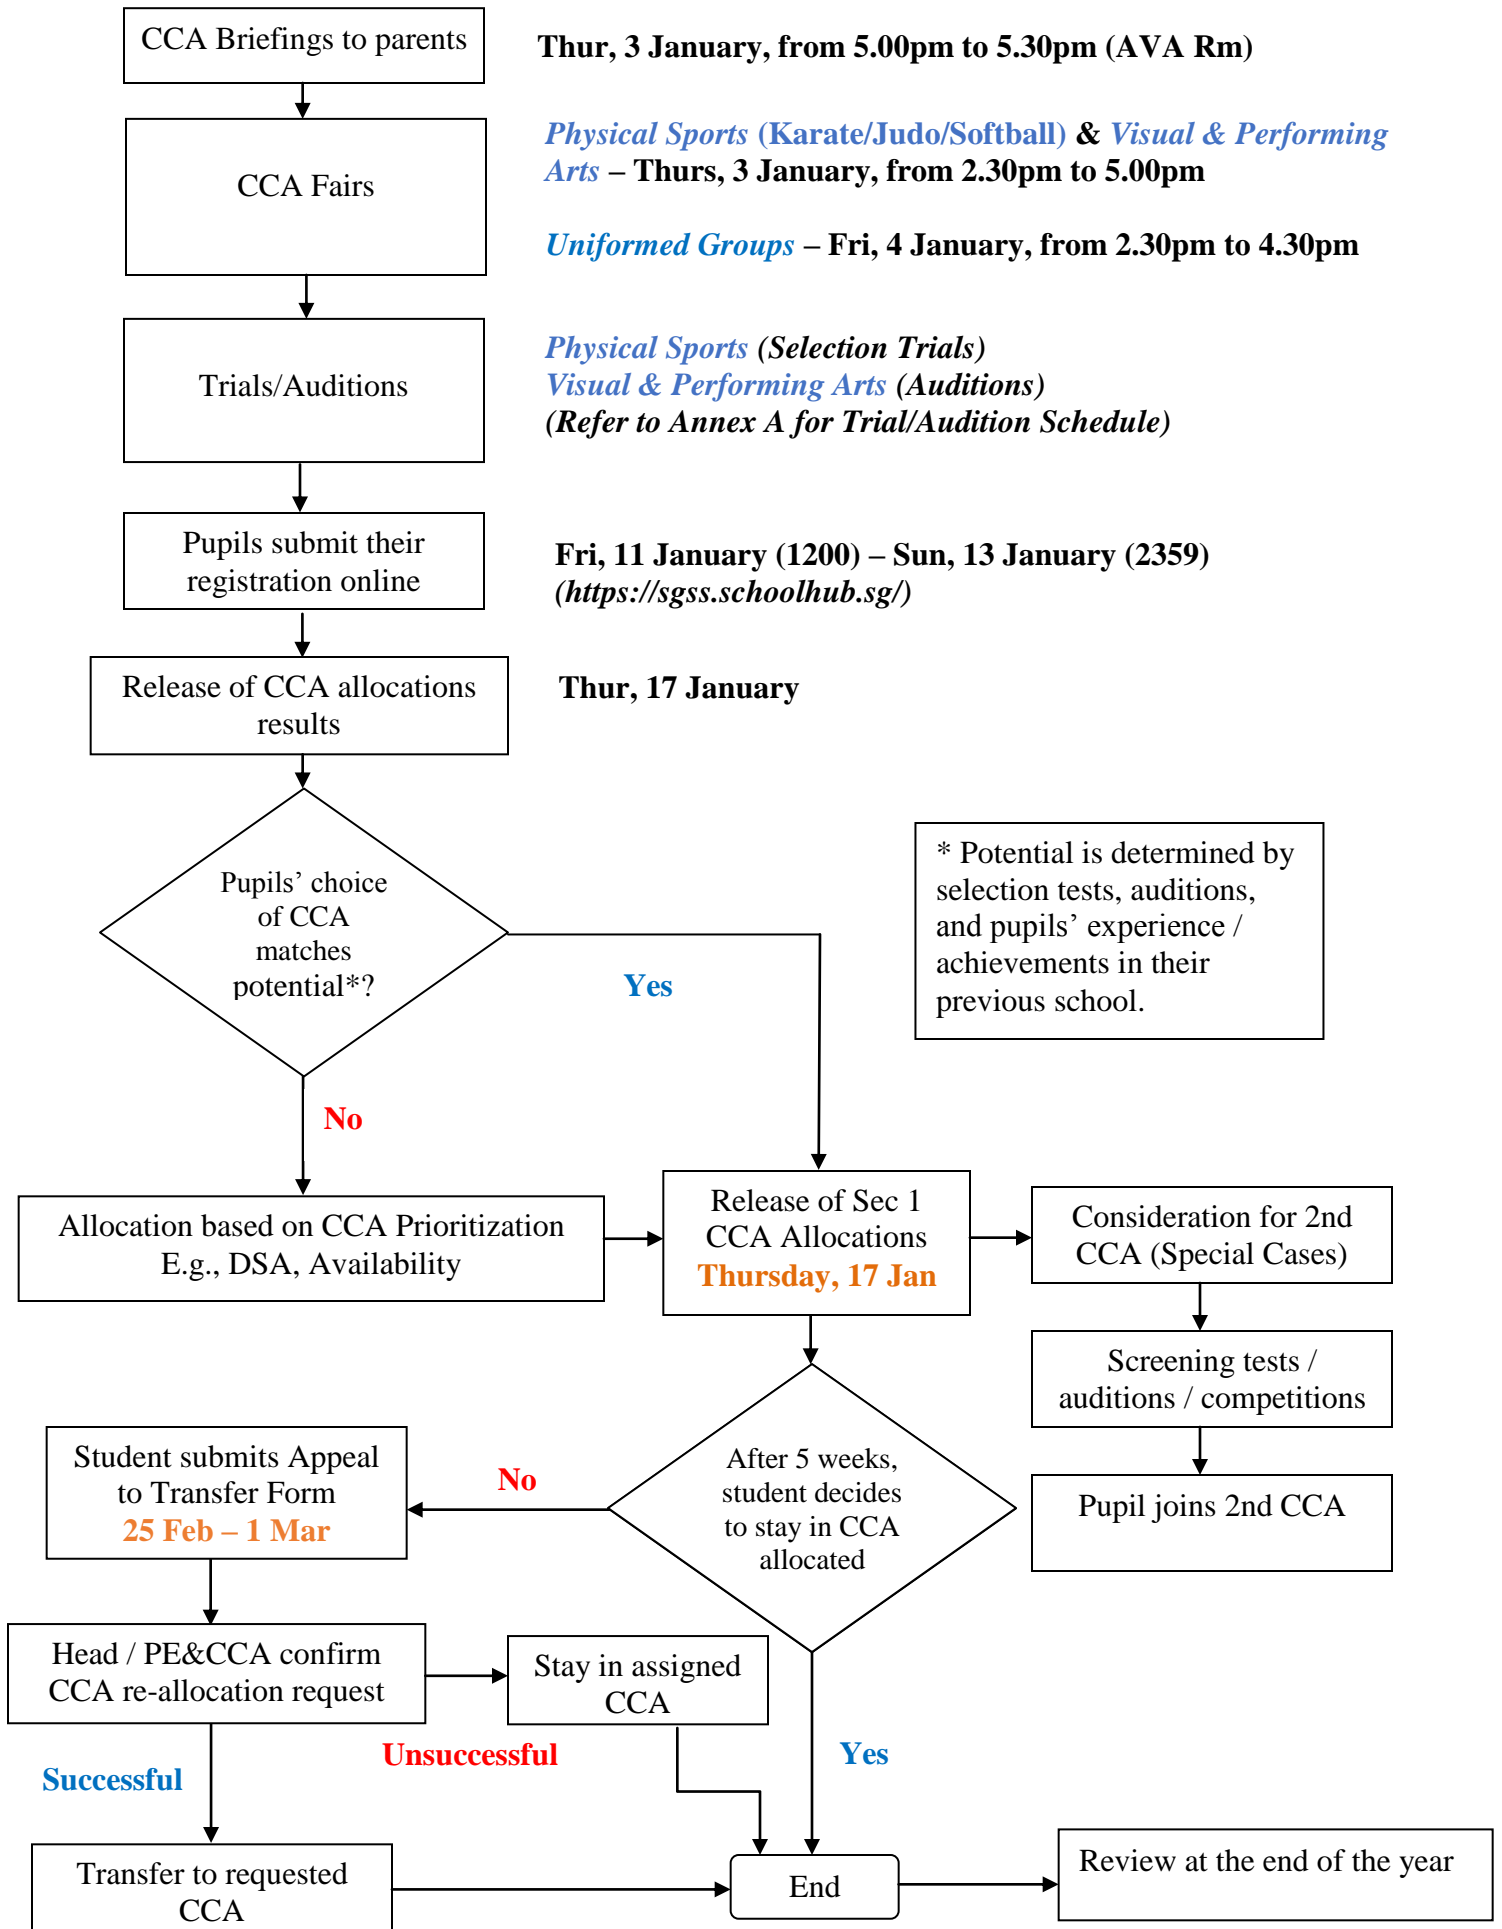 CCA Briefings to parents
Thur, 3 January, from 5.00pm to 5.30pm (AVA Rm)
CCA Fairs
Physical Sports (Karate/Judo/Softball) & Visual & Performing
Arts – Thurs, 3 January, from 2.30pm to 5.00pm
Uniformed Groups – Fri, 4 January, from 2.30pm to 4.30pm
Trials/Auditions
Physical Sports (Selection Trials)
Visual & Performing Arts (Auditions)
(Refer to Annex A for Trial/Audition Schedule)
Pupils submit their
registration online
Fri, 11 January (1200) – Sun, 13 January (2359)
(https://sgss.schoolhub.sg/)
Release of CCA allocations
results
Thur, 17 January
Pupils’ choice
of CCA
matches
potential*?
Yes
No
* Potential is determined by
selection tests, auditions,
and pupils’ experience /
achievements in their
previous school.
Allocation based on CCA Prioritization
E.g., DSA, Availability
Release of Sec 1
CCA Allocations
Thursday, 17 Jan
Consideration for 2nd
CCA (Special Cases)
Screening tests /
auditions / competitions
Pupil joins 2nd CCA
After 5 weeks,
student decides
to stay in CCA
allocated
No
Student submits Appeal
to Transfer Form
25 Feb – 1 Mar
Head / PE&CCA confirm
CCA re-allocation request
Stay in assigned
CCA
Unsuccessful
Yes
Successful
Transfer to requested
CCA
End
Review at the end of the year